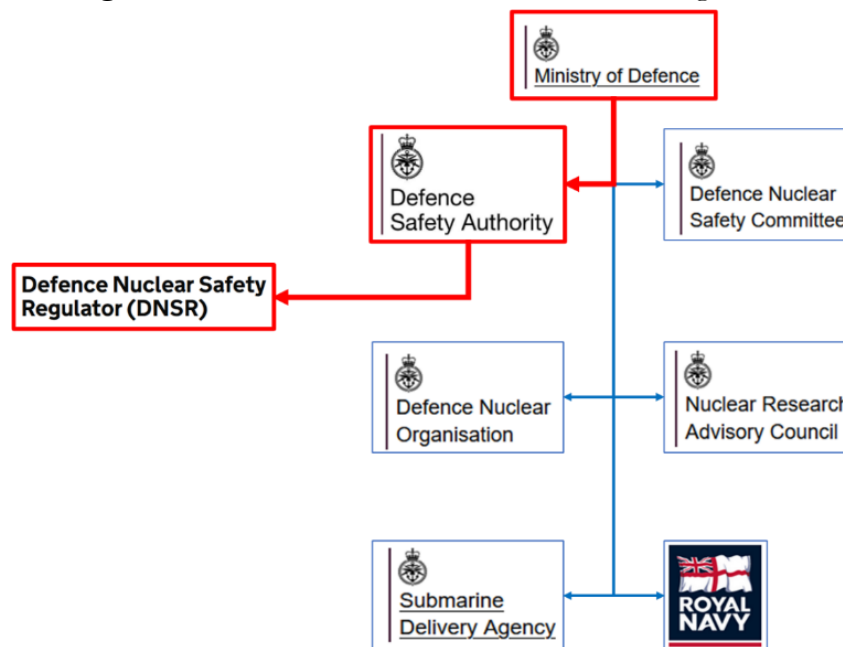 Ministry of Defence
Defence
Safety Authority
Defence Nuclear
Safety Committee
Defence Nuclear Safety
Regulator (DNSR)
Defence Nuclear
Organisation
Nuclear Research
Advisory Council
Submarine
Delivery Agency
ROYAL
NAVY